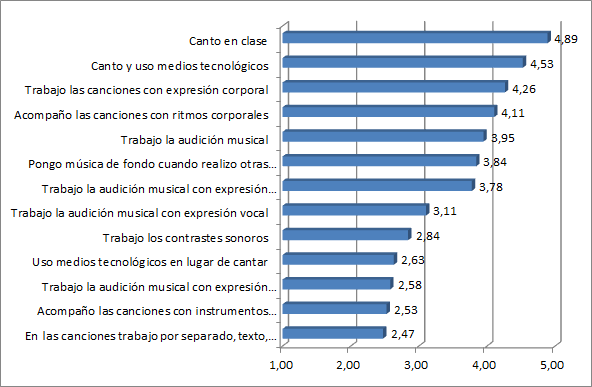 Canto en clase 4,89
Canto y uso medios tecnológicos 4,53
Trabajo las canciones con expresión corporal 4,26
Acompaño las canciones con ritmos corporales 4,11
Trabajo la audición musical 3,95
Pongo música de fondo cuando realizo otras... 3,84
Trabajo la audición musical con expresión... 3,78
Trabajo la audición musical con expresión vocal 3,11
Trabajo los contrastes sonoros 2,84
Uso medios tecnológicos en lugar de cantar 2,63
Trabajo la audición musical con expresión... 2,58
Acompaño las canciones con instrumentos... 2,53
En las canciones trabajo por separado, texto,... 2,47
1,00 2,00 3,00 4,00 5,00